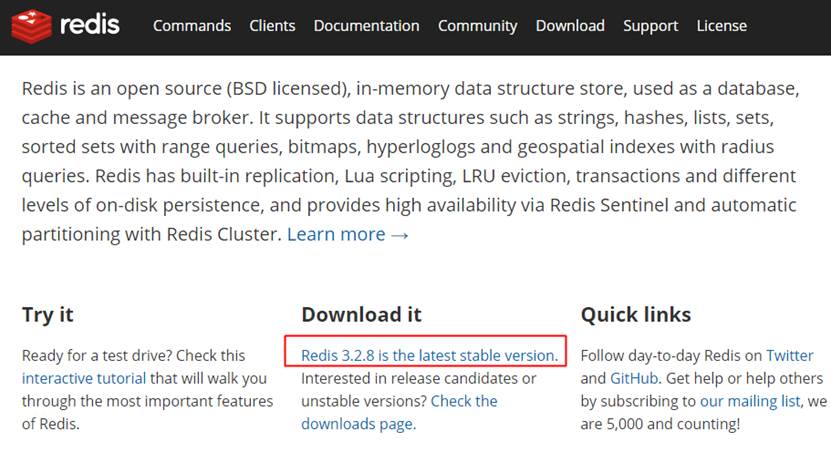 redis Commands Clients Documentation Community Download Support License
Redis is an open source (BSD licensed), in-memory data structure store, used as a database,
cache and message broker. It supports data structures such as strings, hashes, lists, sets,
sorted sets with range queries, bitmaps, hyperloglogs and geospatial indexes with radius
queries. Redis has built-in replication, Lua scripting, LRU eviction, transactions and different
levels of on-disk persistence, and provides high availability via Redis Sentinel and automatic
partitioning with Redis Cluster. Learn more →
Try it
Ready for a test drive? Check this
interactive tutorial that will walk you
through the most important features
of Redis.
Download it
Redis 3.2.8 is the latest stable version.
Interested in release candidates or
unstable versions? Check the
downloads page.
Quick links
Follow day-to-day Redis on Twitter
and GitHub. Get help or help others
by subscribing to our mailing list, we
are 5,000 and counting!